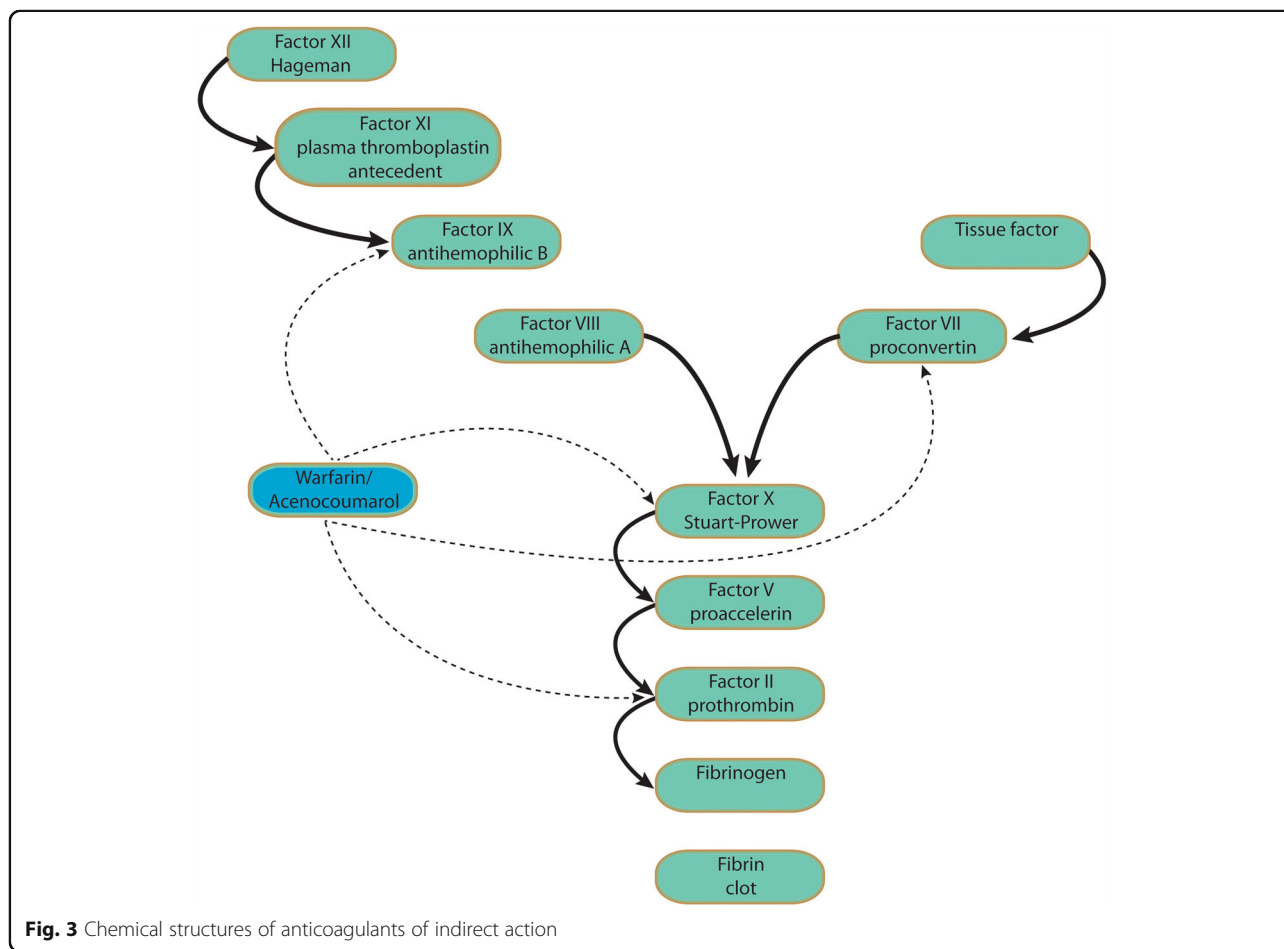 Factor XII
Hageman
Factor XI
plasma thromboplastin
antecedent
Factor IX
antihemophilic B
Tissue factor
Factor VIII
antihemophilic A
Factor VII
proconvertin
Warfarin/
Acenocoumarol
Factor X
Stuart-Prower
Factor V
proaccelerin
Factor II
prothrombin
Fibrinogen
Fibrin
clot
Fig. 3 Chemical structures of anticoagulants of indirect action